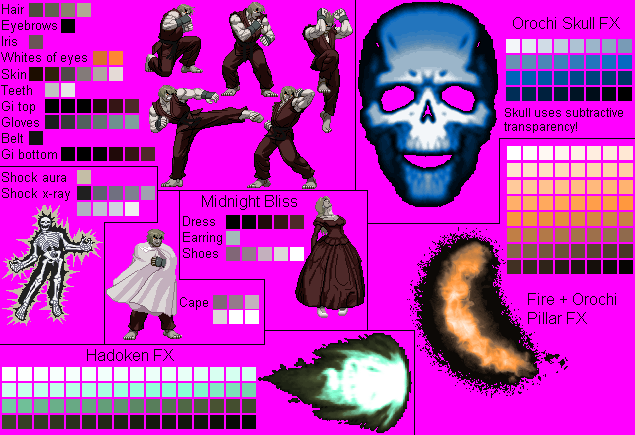 Hair
Eyebrows
Iris
Whites of eyes
Skin
Teeth
Gi top
Gloves
Belt
Gi bottom
Shock aura
Shock x-ray
Midnight Bliss
Dress
Earring
Shoes
Cape
Hadoken FX
Orochi Skull FX
Skull uses subtractive
transparency!
Fire + Orochi
Pillar FX